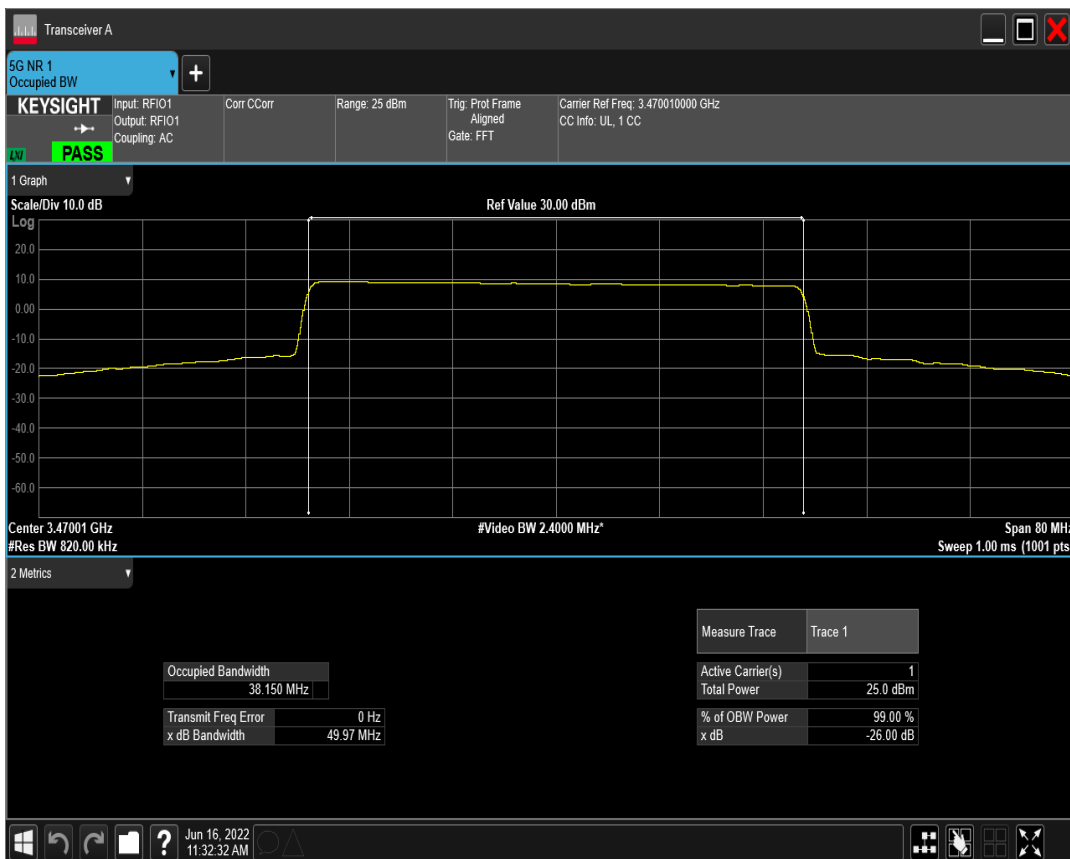 Transceiver A
5G NR 1
Occupied BW
KEYSIGHT
LXI
PASS
Input: RFIO1
Output: RFIO1
Coupling: AC
Corr CCorr
Range: 25 dBm
Trig: Prot Frame
Aligned
Gate: FFT
Carrier Ref Freq: 3.470010000 GHz
CC Info: UL, 1 CC
1 Graph
Scale/Div 10.0 dB
Ref Value 30.00 dBm
Log
20.0
10.0
0.00
-10.0
-20.0
-30.0
-40.0
-50.0
-60.0
Center 3.47001 GHz
#Video BW 2.4000 MHz*
Span 80 MHz
#Res BW 820.00 kHz
Sweep 1.00 ms (1001 pts
2 Metrics
Measure Trace Trace 1
Occupied Bandwidth
38.150 MHz
Active Carrier(s) 1
Total Power 25.0 dBm
Transmit Freq Error 0 Hz
x dB Bandwidth 49.97 MHz
% of OBW Power 99.00 %
x dB -26.00 dB
?
Jun 16, 2022
11:32:32 AM